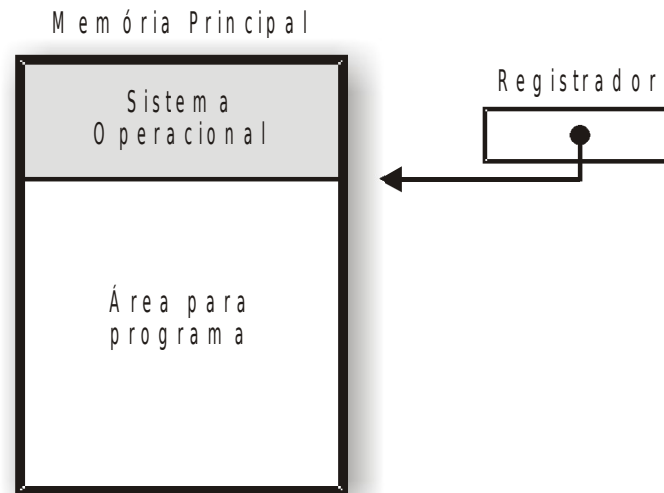 Memória Principal
Registrador
Sistema
Operacional
Área para
programa